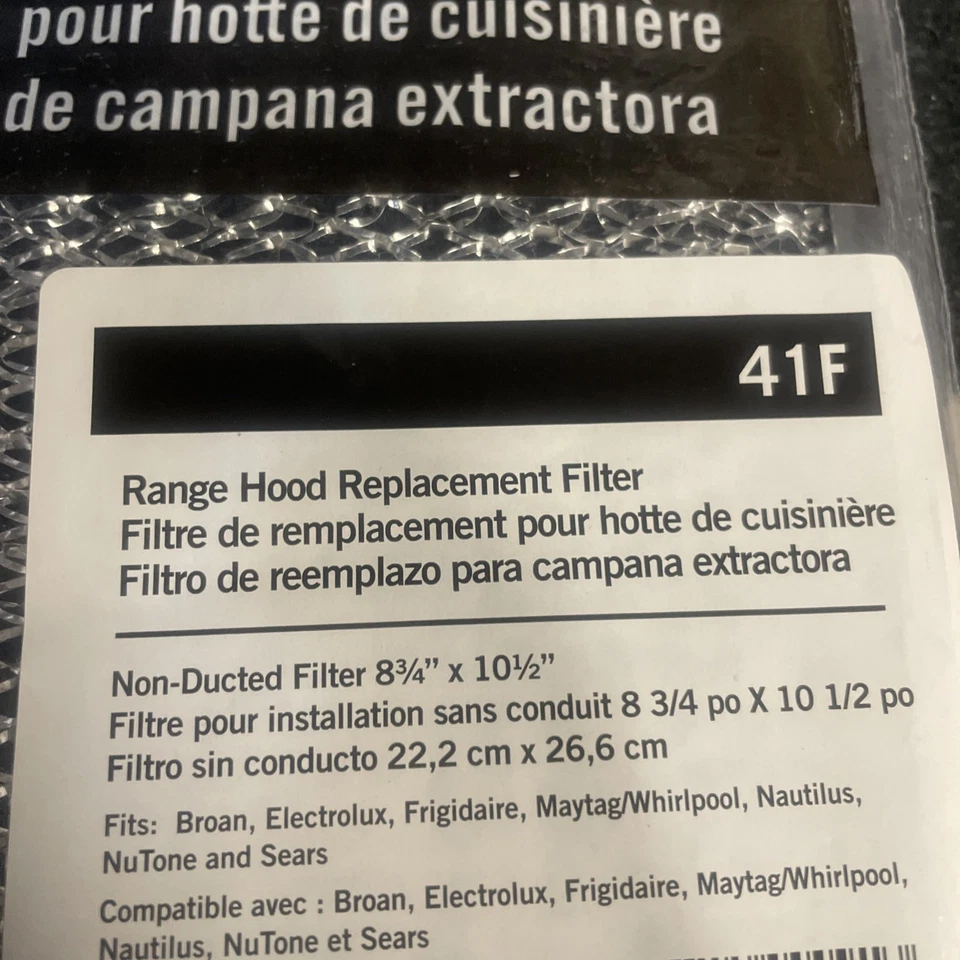 pour hotte de cuisinière
de campana extractora
41F
Range Hood Replacement Filter
Filtre de remplacement pour hotte de cuisinière
Filtro de reemplazo para campana extractora
Non-Ducted Filter 8¾” x 10½”
Filtre pour installation sans conduit 8 3/4 po X 10 1/2 po
Filtro sin conducto 22,2 cm x 26,6 cm
Fits: Broan, Electrolux, Frigidaire, Maytag/Whirlpool, Nautilus,
NuTone and Sears
Compatible avec : Broan, Electrolux, Frigidaire, Maytag/Whirlpool,
Nautilus, NuTone et Sears